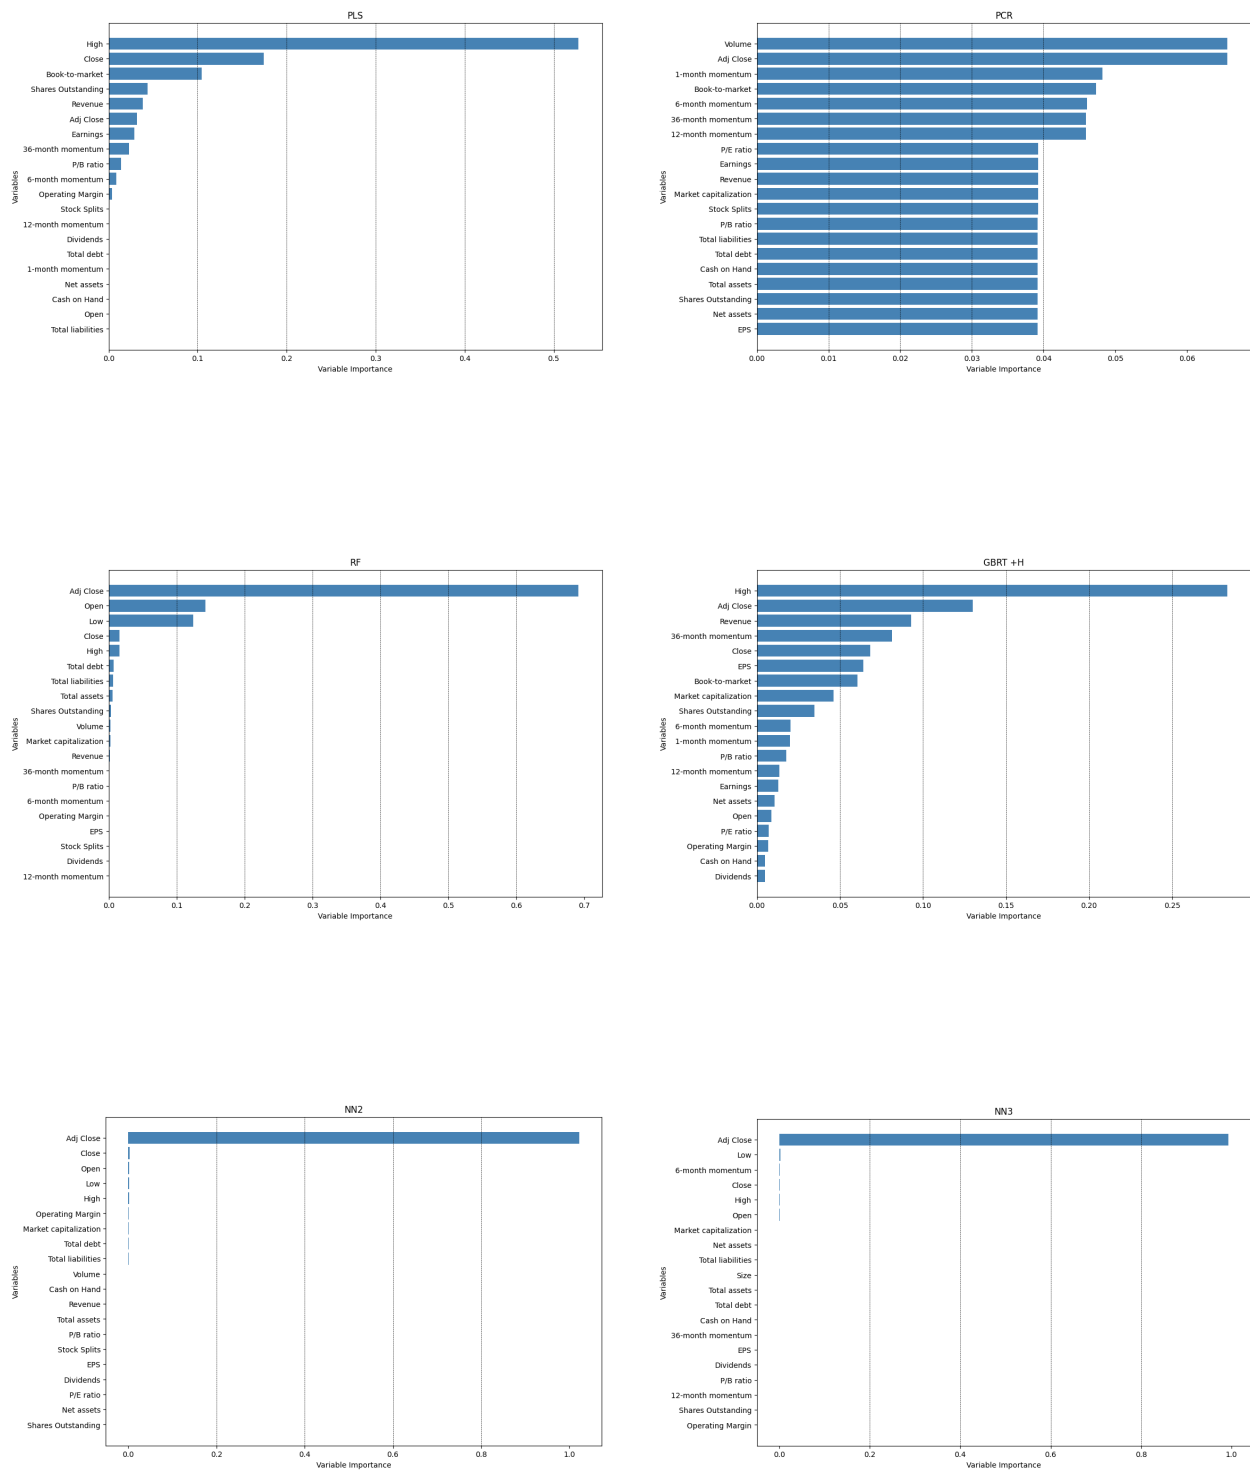 PLS
High
Close
Book-to-market
Shares Outstanding
Revenue
Adj Close
Earnings
36-month momentum
P/B ratio
6-month momentum
Operating Margin
Stock Splits
12-month momentum
Dividends
Total debt
1-month momentum
Net assets
Cash on Hand
Open
Total liabilities
Variables
0.0 0.1 0.2 0.3 0.4 0.5
Variable Importance
PCR
Volume
Adj Close
1-month momentum
Book-to-market
6-month momentum
36-month momentum
12-month momentum
P/E ratio
Earnings
Revenue
Market capitalization
Stock Splits
P/B ratio
Total liabilities
Total debt
Cash on Hand
Total assets
Shares Outstanding
Net assets
EPS
Variables
0.00 0.01 0.02 0.03 0.04 0.05 0.06
Variable Importance
RF
Adj Close
Open
Low
Close
High
Total debt
Total liabilities
Total assets
Shares Outstanding
Volume
Market capitalization
Revenue
36-month momentum
P/B ratio
6-month momentum
Operating Margin
EPS
Stock Splits
Dividends
12-month momentum
Variables
0.0 0.1 0.2 0.3 0.4 0.5 0.6 0.7
Variable Importance
GBRT +H
High
Adj Close
Revenue
36-month momentum
Close
EPS
Book-to-market
Market capitalization
Shares Outstanding
6-month momentum
1-month momentum
P/B ratio
12-month momentum
Earnings
Net assets
Open
P/E ratio
Operating Margin
Cash on Hand
Dividends
Variables
0.00 0.05 0.10 0.15 0.20 0.25
Variable Importance
NN2
Adj Close
Close
Open
Low
High
Operating Margin
Market capitalization
Total debt
Total liabilities
Volume
Cash on Hand
Revenue
Total assets
P/B ratio
Stock Splits
EPS
Dividends
P/E ratio
Net assets
Shares Outstanding
Variables
0.0 0.2 0.4 0.6 0.8 1.0
Variable Importance
NN3
Adj Close
Low
6-month momentum
Close
High
Open
Market capitalization
Net assets
Total liabilities
Size
Total assets
Total debt
Cash on Hand
36-month momentum
EPS
Dividends
P/B ratio
12-month momentum
Shares Outstanding
Operating Margin
Variables
0.0 0.2 0.4 0.6 0.8 1.0
Variable Importance